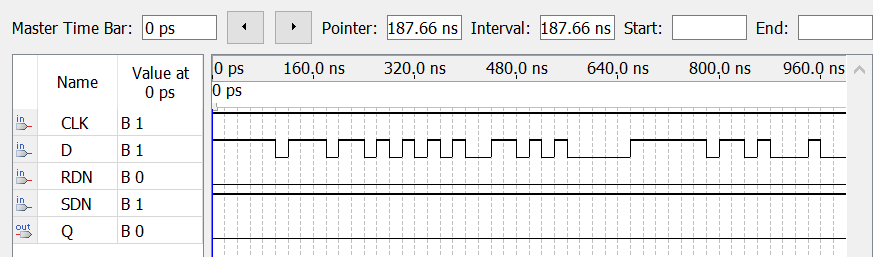 Master Time Bar: 0 ps Pointer: 187.66 ns Interval: 187.66 ns Start: End:
Name Value at 0 ps
0 ps 160.0 ns 320.0 ns 480.0 ns 640.0 ns 800.0 ns 960.0 ns
0 ps
in CLK B 1
in D B 1
in RDN B 0
in SDN B 1
out Q B 0